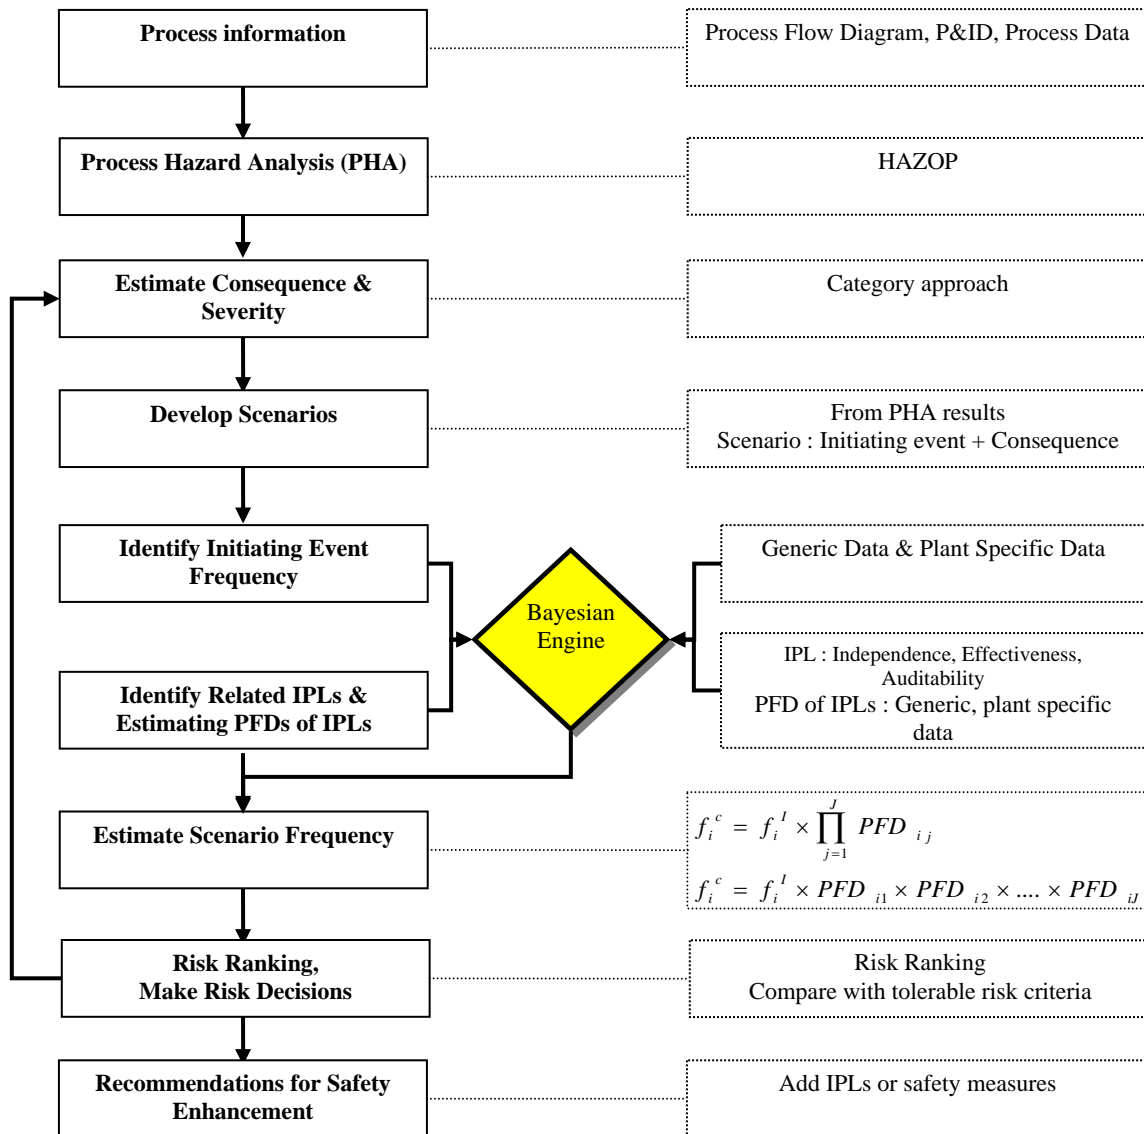 Process information
Process Flow Diagram, P&ID, Process Data
Process Hazard Analysis (PHA)
HAZOP
Estimate Consequence &
Severity
Category approach
Develop Scenarios
From PHA results
Scenario : Initiating event + Consequence
Identify Initiating Event
Frequency
Generic Data & Plant Specific Data
Bayesian
Engine
Identify Related IPLs &
Estimating PFDs of IPLs
IPL : Independence, Effectiveness,
Auditability
PFD of IPLs : Generic, plant specific
data
Estimate Scenario Frequency
f_i^c = f_i^I × ∏_{j=1}^{J} PFD_{ij}
f_i^c = f_i^I × PFD_{i1} × PFD_{i2} × .... × PFD_{iJ}
Risk Ranking,
Make Risk Decisions
Risk Ranking
Compare with tolerable risk criteria
Recommendations for Safety
Enhancement
Add IPLs or safety measures